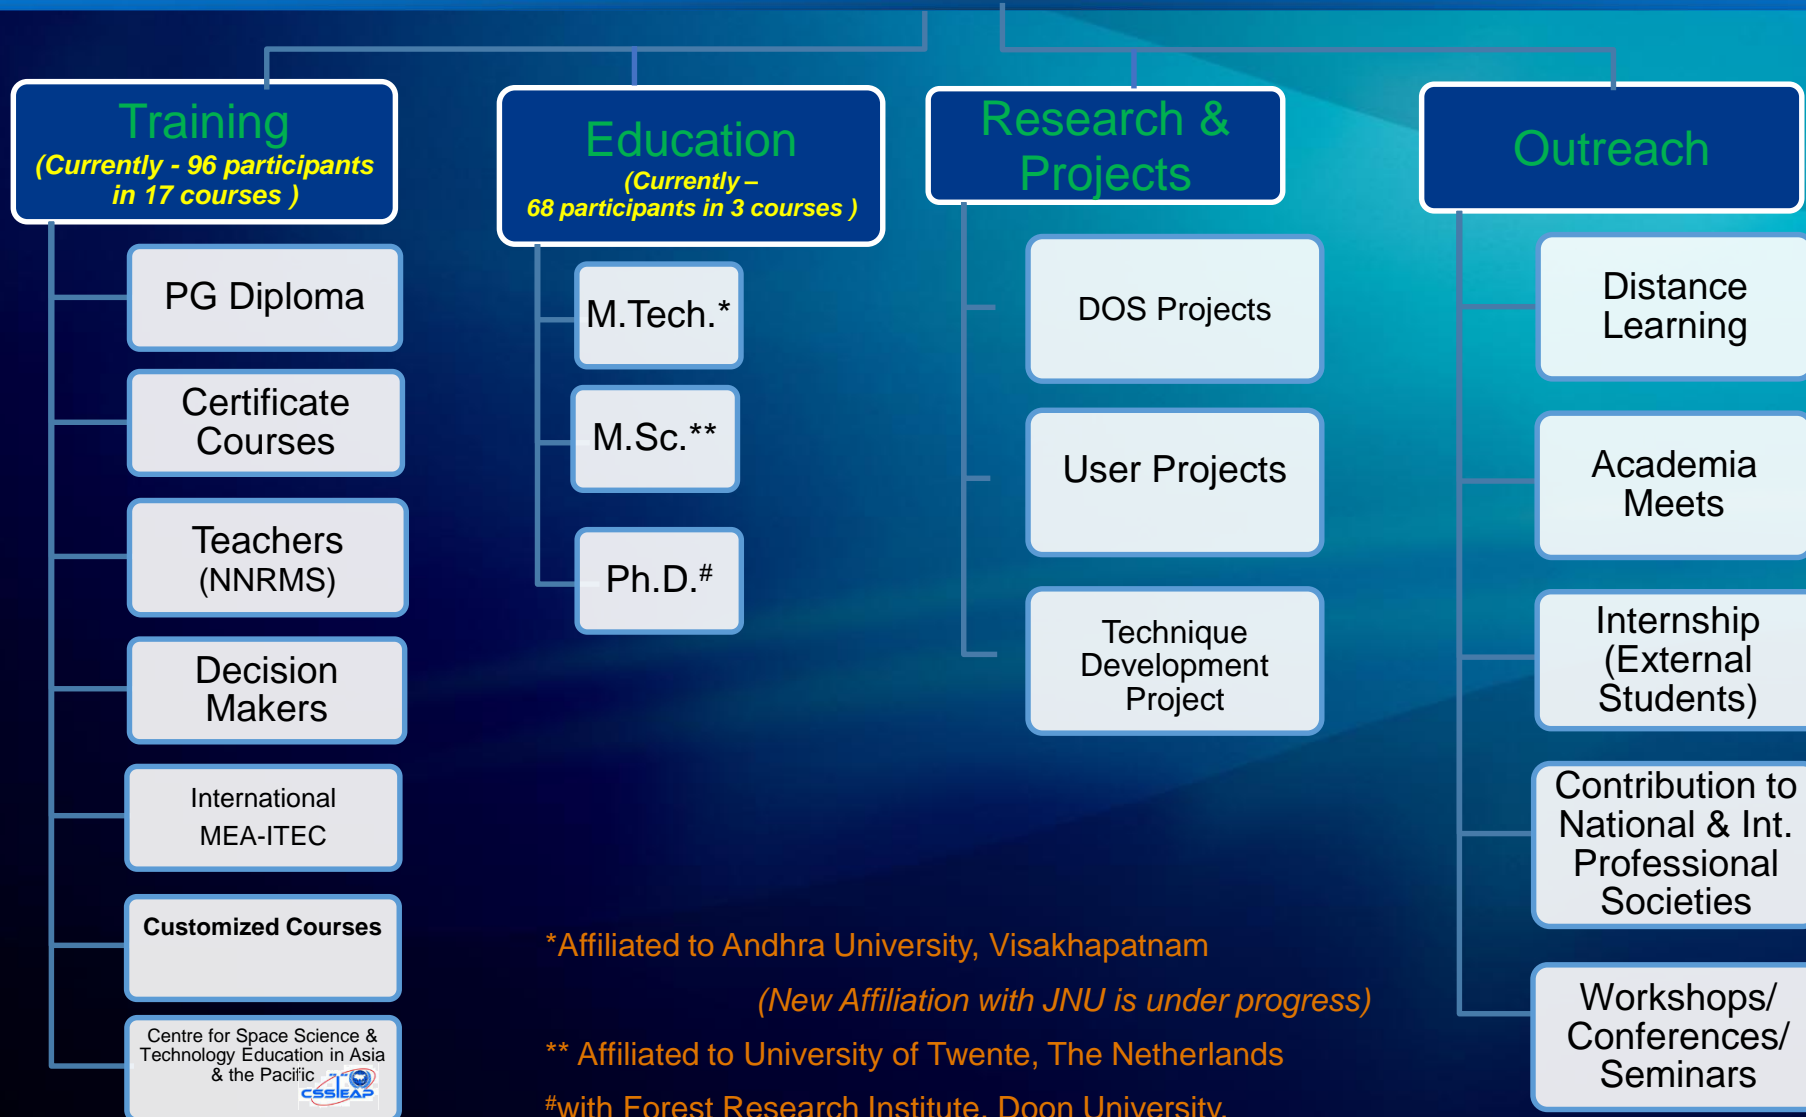 Training
(Currently - 96 participants
in 17 courses )
PG Diploma
Certificate
Courses
Teachers
(NNRMS)
Decision
Makers
International
MEA-ITEC
Customized Courses
Centre for Space Science &
Technology Education in Asia
& the Pacific
CSSTEAP
Education
(Currently –
68 participants in 3 courses )
M.Tech.*
M.Sc.**
Ph.D.#
Research &
Projects
DOS Projects
User Projects
Technique
Development
Project
Outreach
Distance
Learning
Academia
Meets
Internship
(External
Students)
Contribution to
National & Int.
Professional
Societies
Workshops/
Conferences/
Seminars
*Affiliated to Andhra University, Visakhapatnam
(New Affiliation with JNU is under progress)
** Affiliated to University of Twente, The Netherlands
#with Forest Research Institute, Doon University,